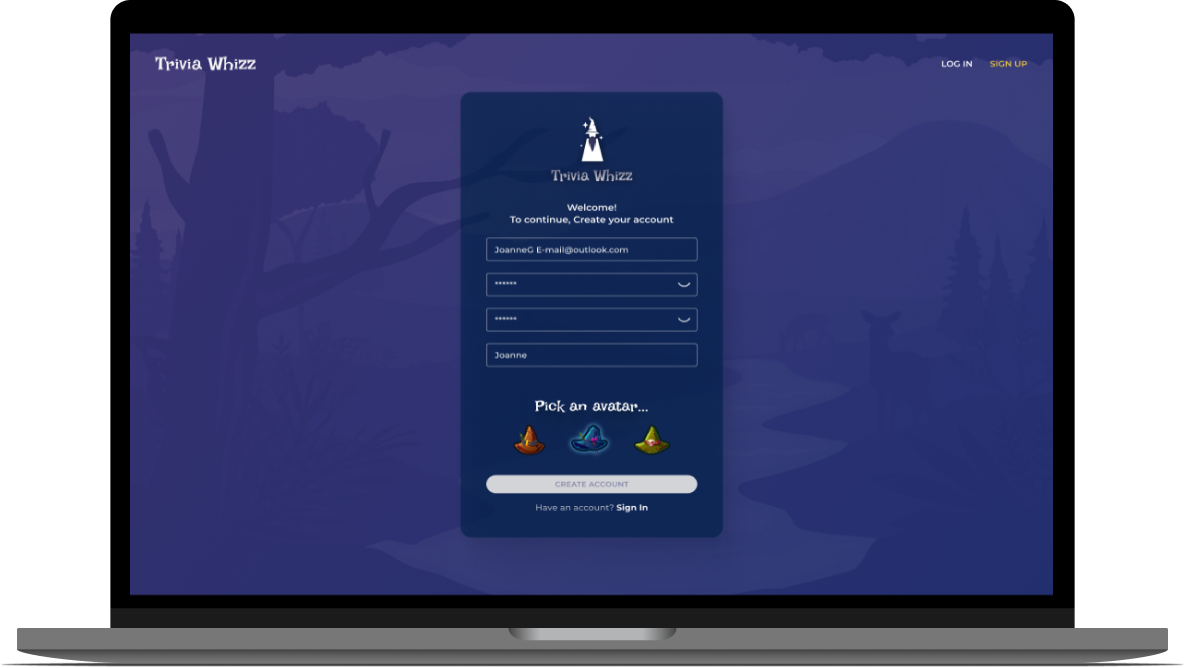 Trivia Whizz
LOG IN
SIGN UP
Trivia Whizz
Welcome!
To continue, Create your account
JoanneG E-mail@outlook.com
******
******
Joanne
Pick an avatar...
CREATE ACCOUNT
Have an account? Sign In